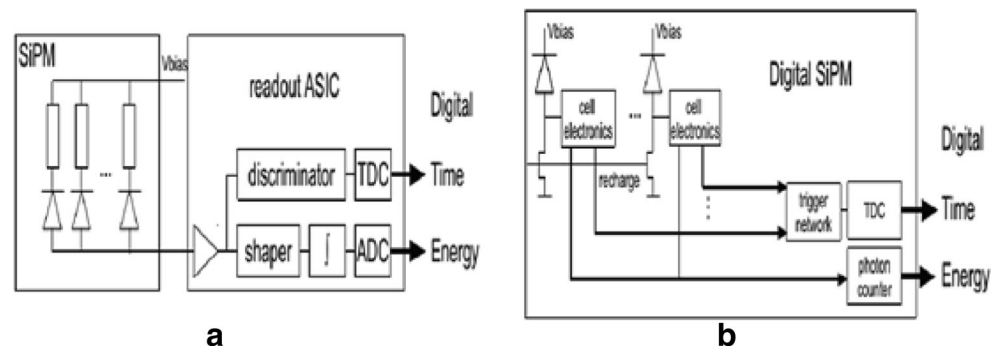 SiPM
Vbias
readout ASIC
Digital
discriminator
TDC
Time
shaper
∫
ADC
Energy
...
a
Vbias
Vbias
Digital SiPM
cell
electronics
...
cell
electronics
Digital
recharge
trigger
network
TDC
Time
photon
counter
Energy
b